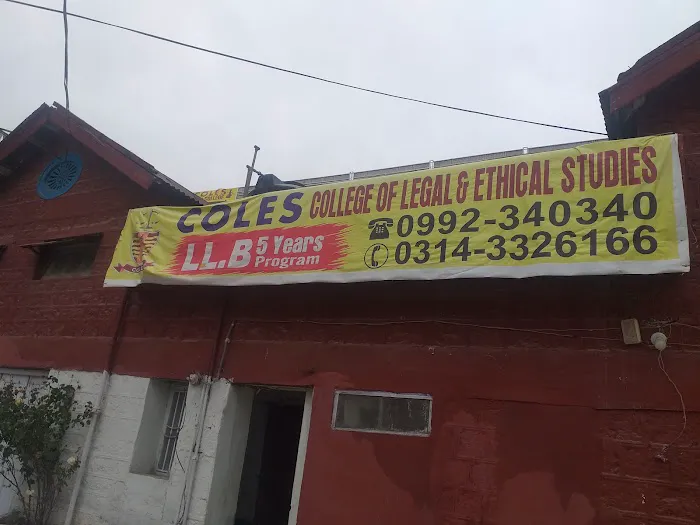 COLES COLLEGE OF LEGAL & ETHICAL STUDIES
LL.B 5 Years Program
0992-340340
0314-3326166